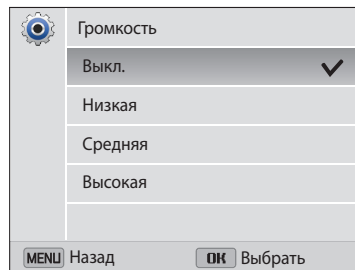 Громкость
Выкл.
Низкая
Средняя
Высокая
MENU Назад OK Выбрать